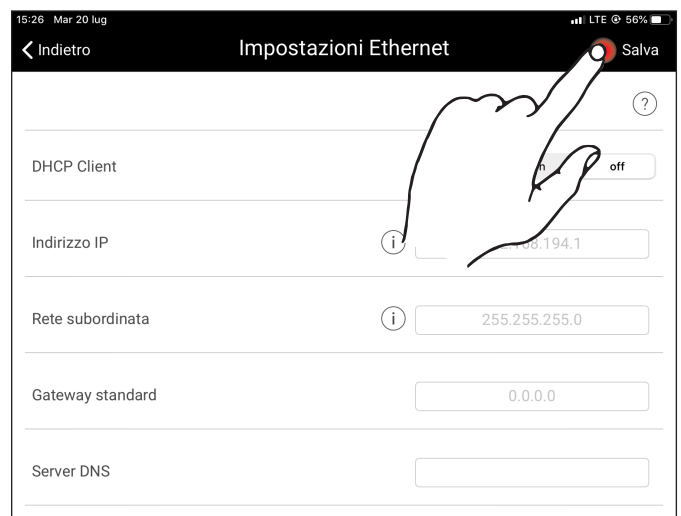 15:26 Mar 20 lug
LTE 56%
Indietro
Impostazioni Ethernet
Salva
?
DHCP Client
off
Indirizzo IP
i
Rete subordinata
i
255.255.255.0
Gateway standard
0.0.0.0
Server DNS